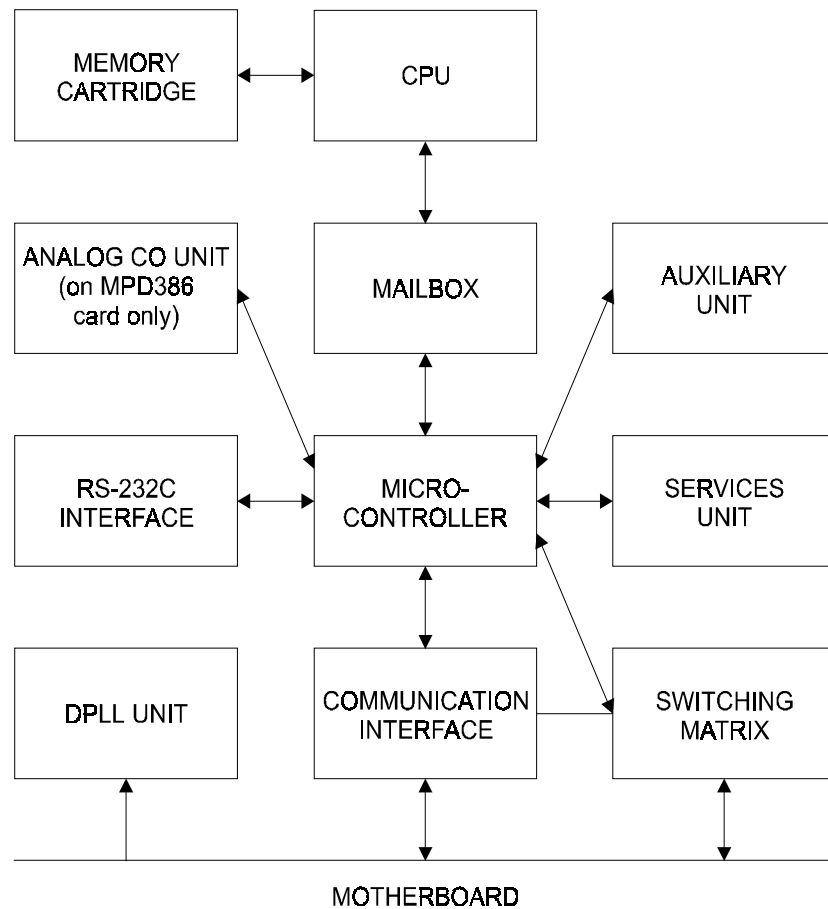 MEMORY
CARTRIDGE
CPU
ANALOG CO UNIT
(on MPD386
card only)
MAILBOX
AUXILIARY
UNIT
RS-232C
INTERFACE
MICRO-
CONTROLLER
SERVICES
UNIT
DPLL UNIT
COMMUNICATION
INTERFACE
SWITCHING
MATRIX
MOTHERBOARD